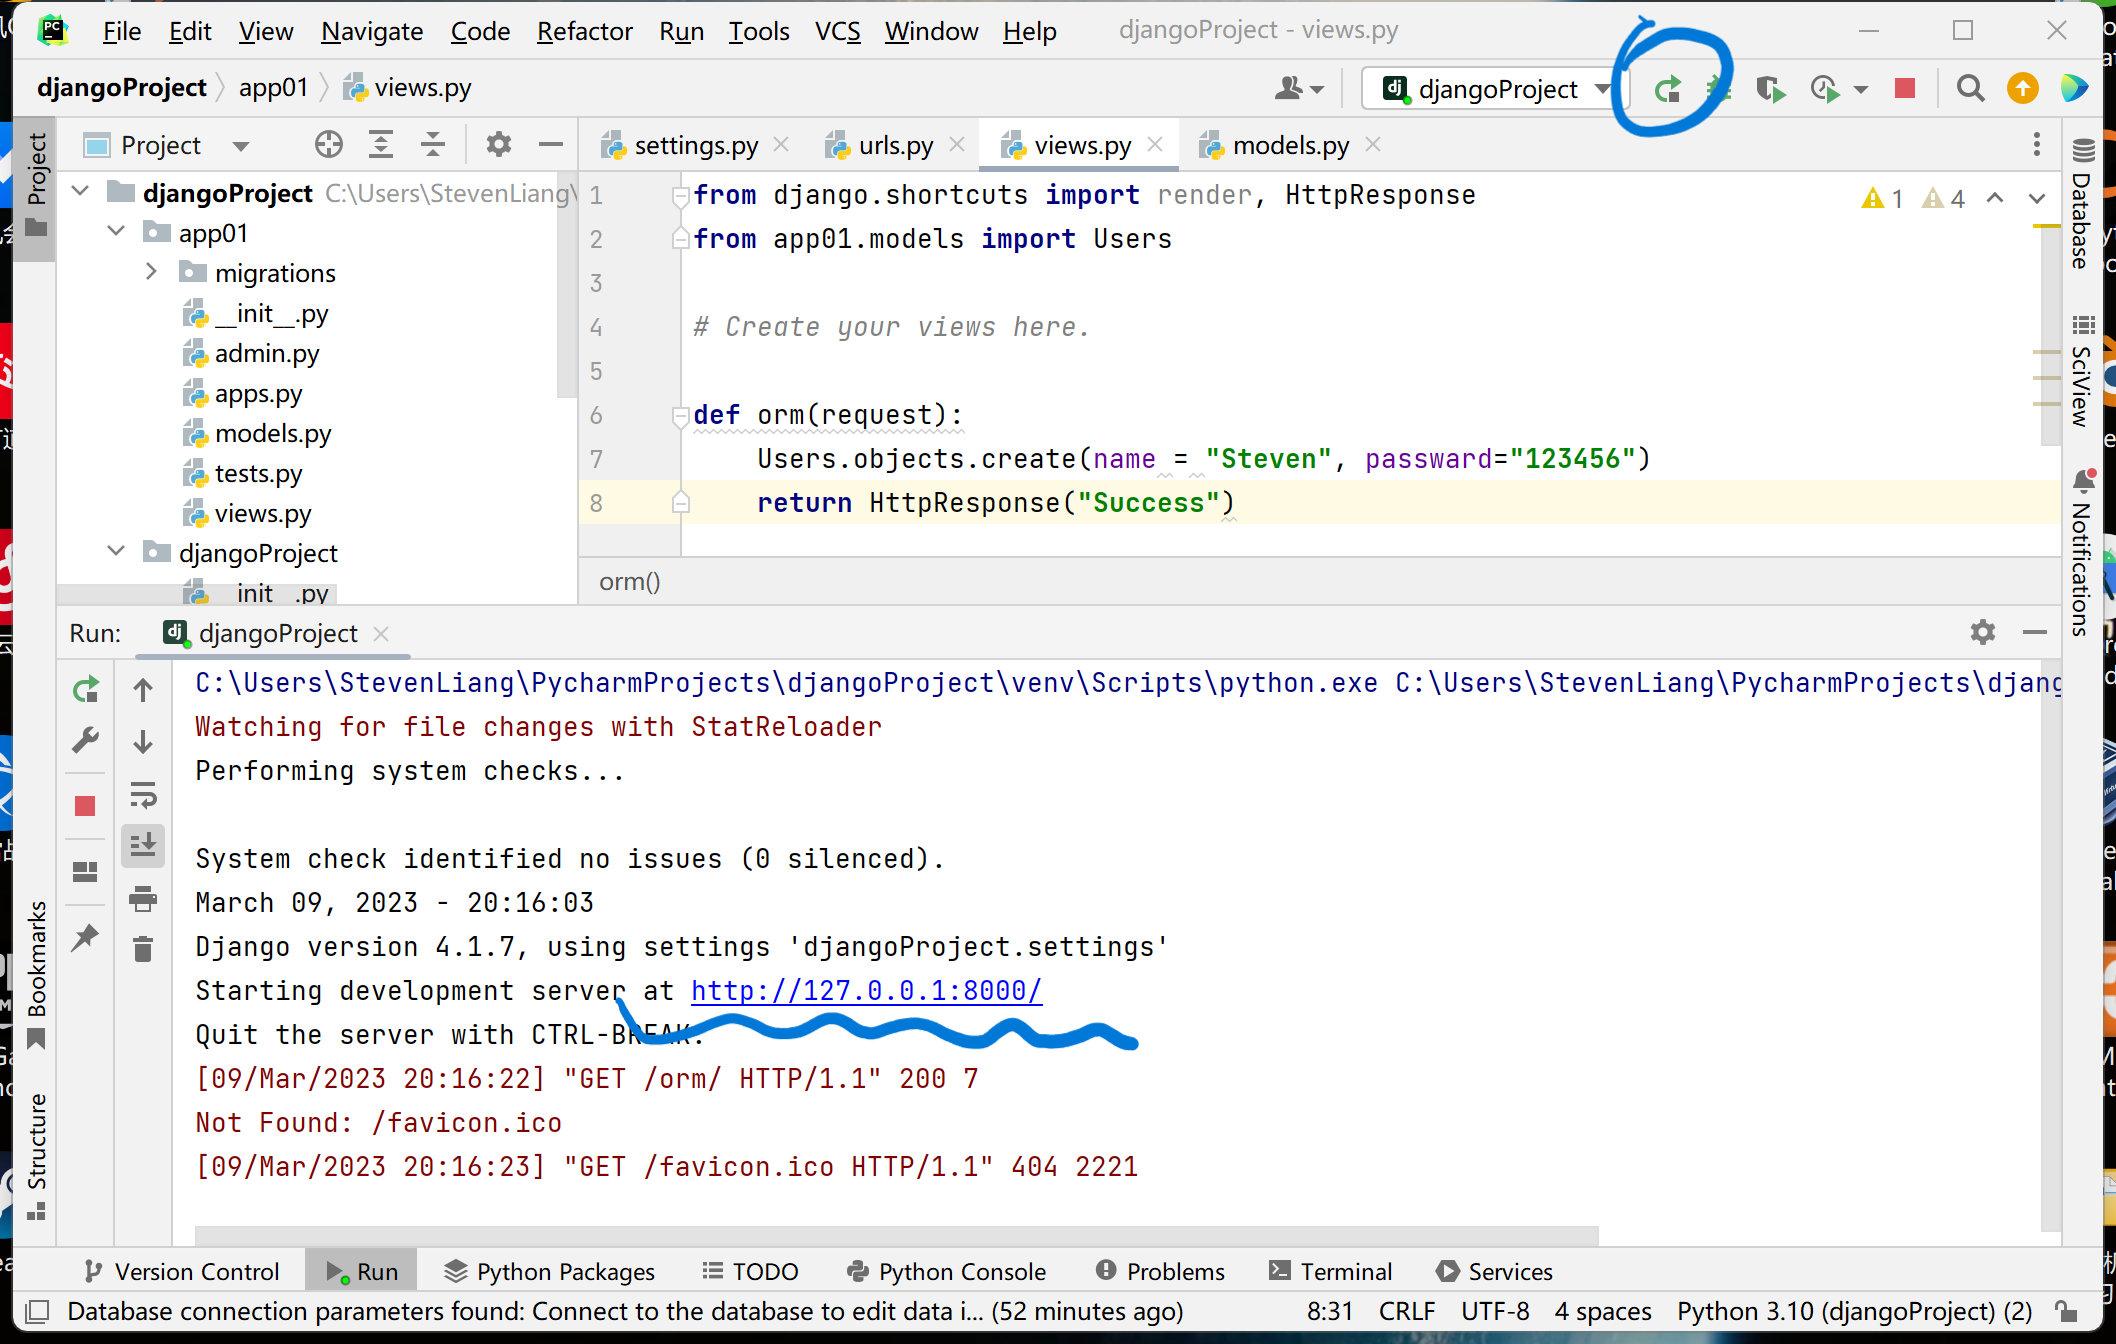 File Edit View Navigate Code Refactor Run Tools VCS Window Help djangoProject - views.py
djangoProject app01 views.py djangoProject
Project settings.py urls.py views.py models.py
Project
Bookmarks
Structure
Database
SciView
Notifications
djangoProject C:\Users\StevenLiang\
app01
migrations
__init__.py
admin.py
apps.py
models.py
tests.py
views.py
djangoProject
__init__.py
1 from django.shortcuts import render, HttpResponse
2 from app01.models import Users
3
4 # Create your views here.
5
6 def orm(request):
7 Users.objects.create(name = "Steven", passward="123456")
8 return HttpResponse("Success")
1 4
orm()
Run: djangoProject
C:\Users\StevenLiang\PycharmProjects\djangoProject\venv\Scripts\python.exe C:\Users\StevenLiang\PycharmProjects\djang
Watching for file changes with StatReloader
Performing system checks...
System check identified no issues (0 silenced).
March 09, 2023 - 20:16:03
Django version 4.1.7, using settings 'djangoProject.settings'
Starting development server at http://127.0.0.1:8000/
Quit the server with CTRL-BREAK.
[09/Mar/2023 20:16:22] "GET /orm/ HTTP/1.1" 200 7
Not Found: /favicon.ico
[09/Mar/2023 20:16:23] "GET /favicon.ico HTTP/1.1" 404 2221
Version Control Run Python Packages TODO Python Console Problems Terminal Services
Database connection parameters found: Connect to the database to edit data i... (52 minutes ago) 8:31 CRLF UTF-8 4 spaces Python 3.10 (djangoProject) (2)